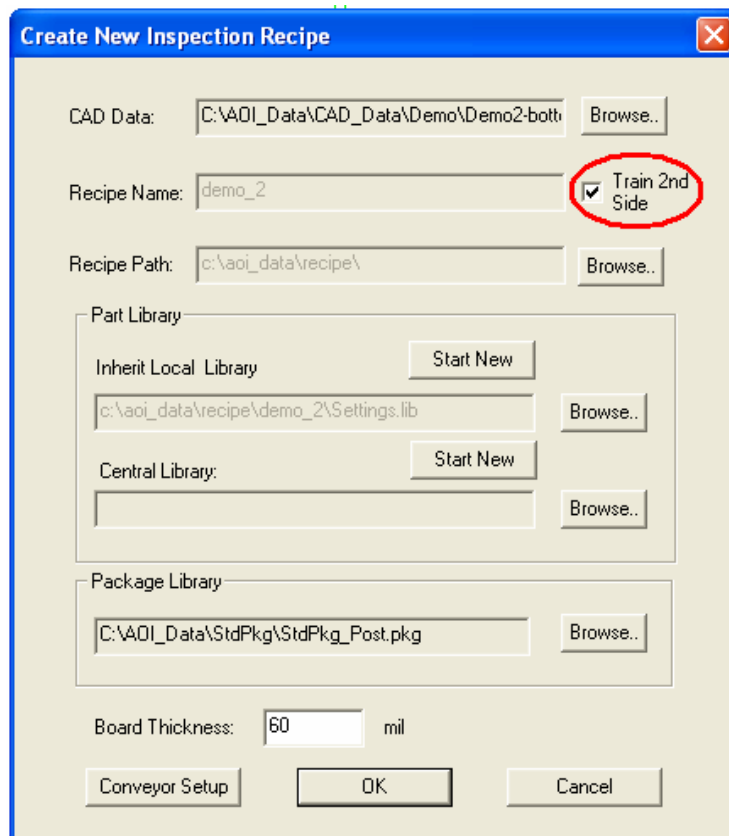 Create New Inspection Recipe
CAD Data: C:\AOI_Data\CAD_Data\Demo\Demo2-botto Browse..
Recipe Name: demo_2 Train 2nd
Side
Recipe Path: c:\aoi_data\recipe\ Browse..
Part Library
Inherit Local Library Start New
c:\aoi_data\recipe\demo_2\Settings.lib Browse..
Central Library: Start New
Browse..
Package Library
C:\AOI_Data\StdPkg\StdPkg_Post.pkg Browse..
Board Thickness: 60 mil
Conveyor Setup OK Cancel